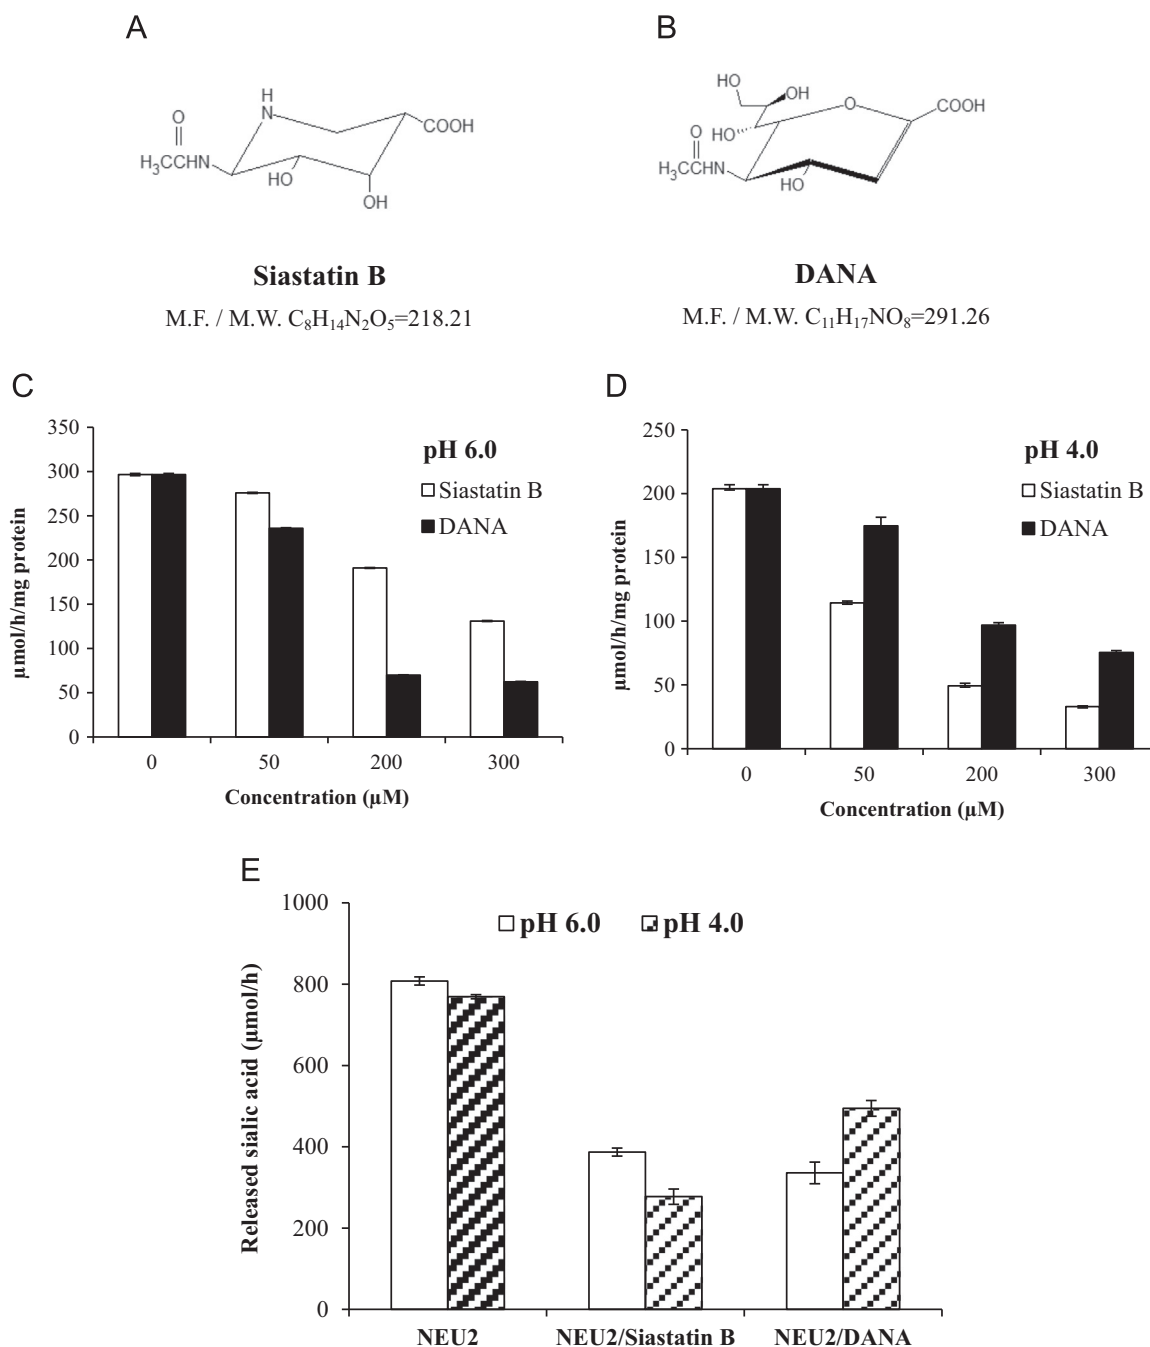 A
B
H
N
O
COOH
H₃CCHN
HO
OH
HO
OH
O
COOH
HO
O
H₃CCHN
HO
Siastatin B
M.F. / M.W. C₈H₁₄N₂O₅=218.21
DANA
M.F. / M.W. C₁₁H₁₇NO₈=291.26
C
350
300
250
200
150
100
50
0
µmol/h/mg protein
pH 6.0
Siastatin B
DANA
0 50 200 300
Concentration (µM)
D
250
200
150
100
50
0
µmol/h/mg protein
pH 4.0
Siastatin B
DANA
0 50 200 300
Concentration (µM)
E
1000
800
600
400
200
0
Released sialic acid (µmol/h)
pH 6.0 pH 4.0
NEU2 NEU2/Siastatin B NEU2/DANA